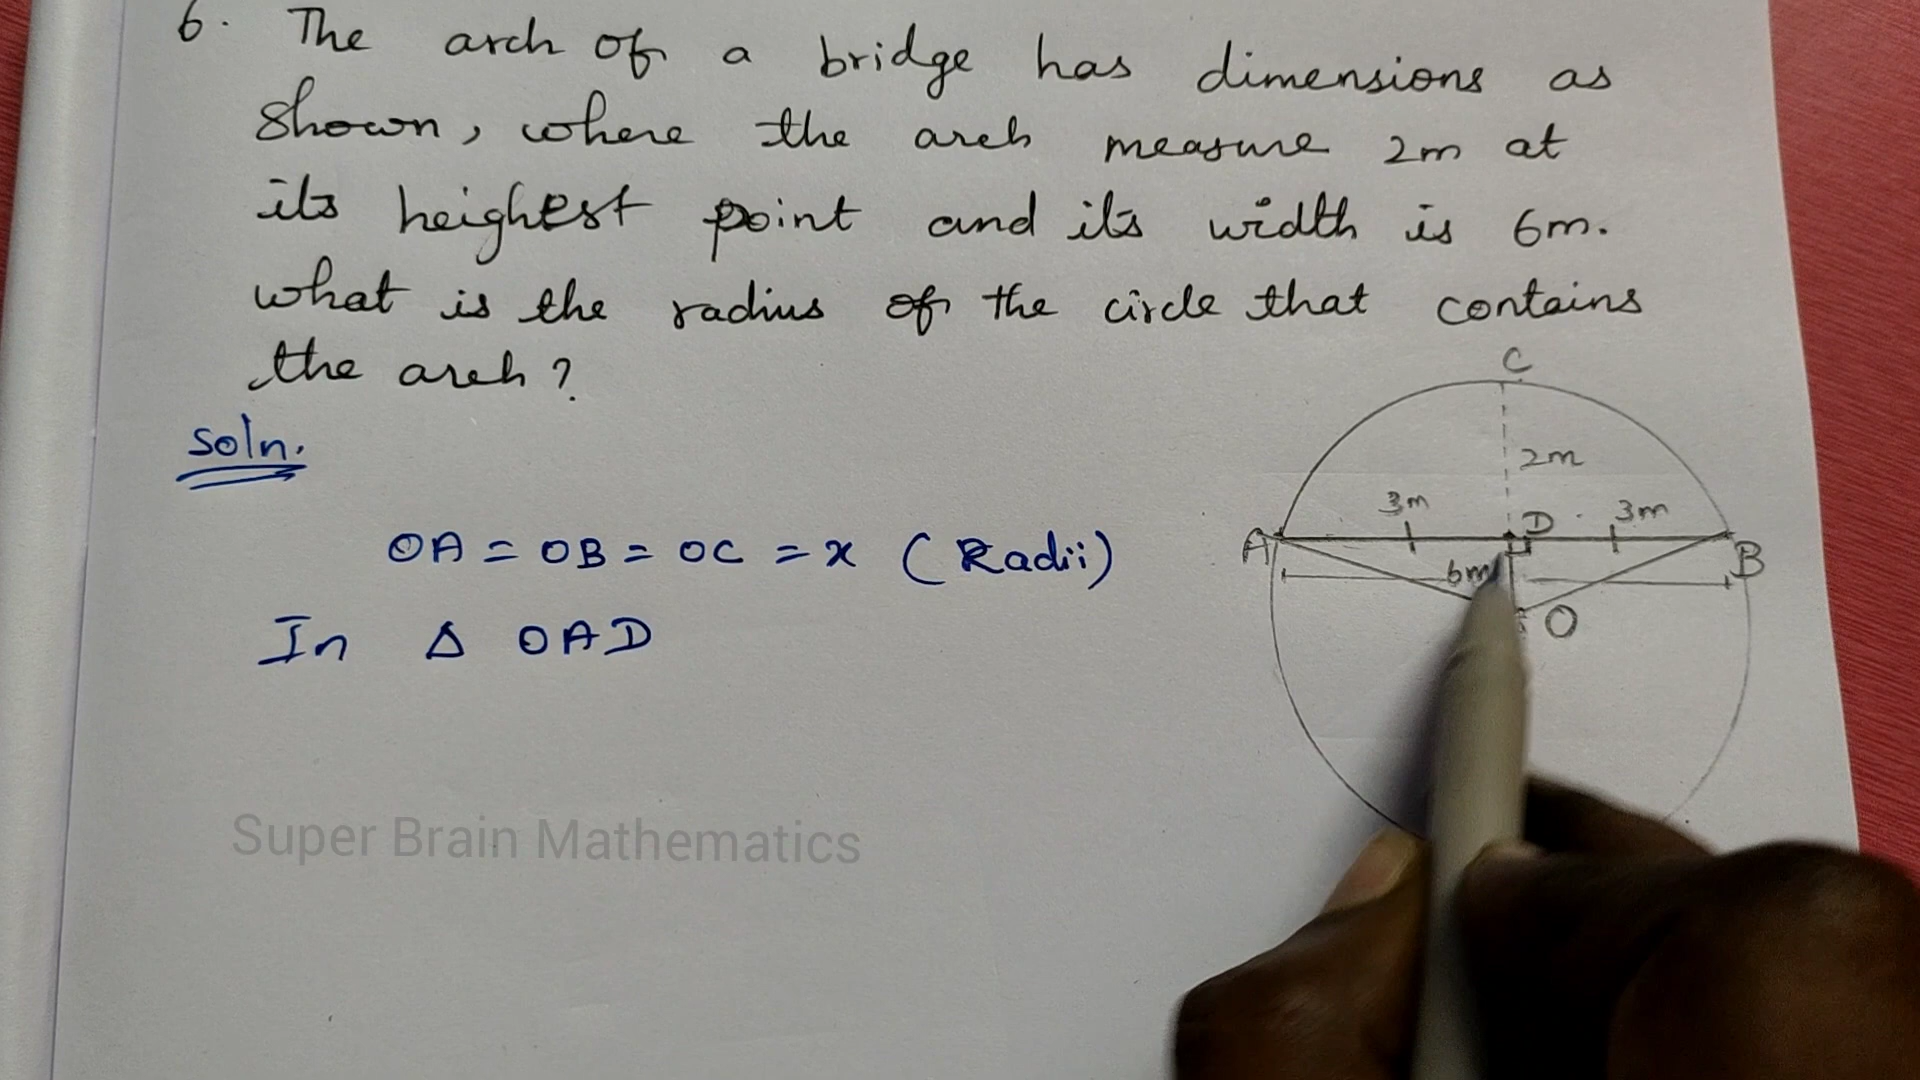 6. The arch of a bridge has dimensions as
shown, where the arch measure 2m at
its heighest point and its width is 6m.
what is the radius of the circle that contains
the arch?
soln.
C
2m
3m
D
3m
A
B
6m
O
OA = OB = OC = x (Radii)
In Δ OAD
Super Brain Mathematics